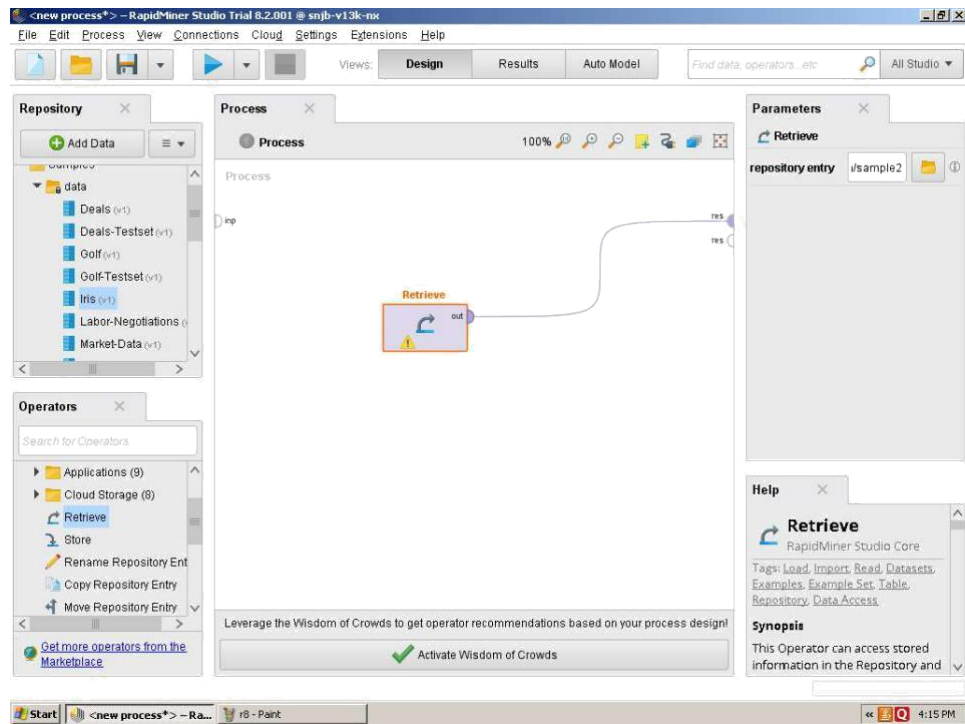 <new process*> – RapidMiner Studio Trial 8.2.001 @ snjb-v13k-nx
File Edit Process View Connections Cloud Settings Extensions Help
Views: Design Results Auto Model Find data, operators...etc All Studio
Repository
Add Data
data
Deals (v1)
Deals-Testset (v1)
Golf (v1)
Golf-Testset (v1)
Iris (v1)
Labor-Negotiations
Market-Data (v1)
Operators
Search for Operators
Applications (9)
Cloud Storage (8)
Retrieve
Store
Rename Repository Ent
Copy Repository Entry
Move Repository Entry
Get more operators from the
Marketplace
Process
Process
100%
Process
inp
res
res
Retrieve
out
Leverage the Wisdom of Crowds to get operator recommendations based on your process design!
Activate Wisdom of Crowds
Parameters
Retrieve
repository entry /sample2
Help
Retrieve
RapidMiner Studio Core
Tags: Load, Import, Read, Datasets,
Examples, Example Set, Table,
Repository, Data Access
Synopsis
This Operator can access stored
information in the Repository and
Start <new process*> – Ra... r8 - Paint « Q 4:15 PM